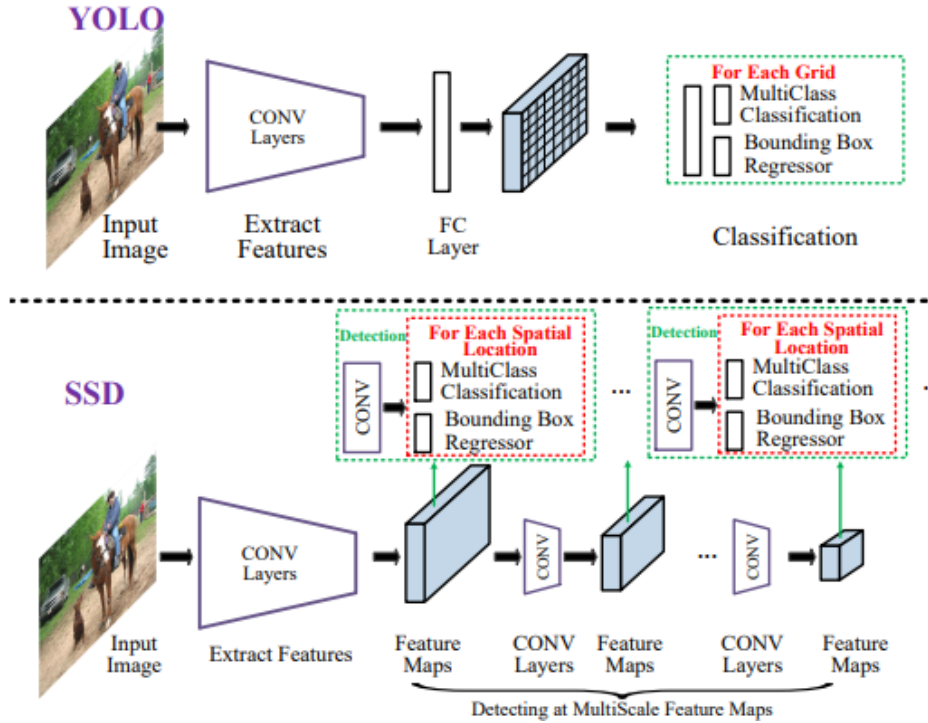 YOLO
CONV
Layers
Input
Image
Extract
Features
FC
Layer
For Each Grid
MultiClass
Classification
Bounding Box
Regressor
Classification
SSD
Detection
For Each Spatial
Location
CONV
MultiClass
Classification
Bounding Box
Regressor
...
Detection
For Each Spatial
Location
CONV
MultiClass
Classification
Bounding Box
Regressor
CONV
Layers
CONV
...
CONV
Input
Image
Extract Features
Feature
Maps
CONV
Layers
Feature
Maps
CONV
Layers
Feature
Maps
Detecting at MultiScale Feature Maps